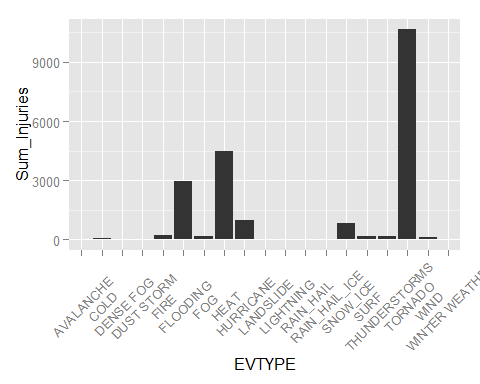 Sum_Injuries
9000
6000
3000
0
AVALANCHE
COLD
DENSE FOG
DUST STORM
FIRE
FLOODING
FOG
HEAT
HURRICANE
LANDSLIDE
LIGHTNING
RAIN_HAIL
RAIN_HAIL_ICE
SNOW_ICE
SURF
THUNDERSTORMS
TORNADO
WIND
WINTER WEATHE
EVTYPE